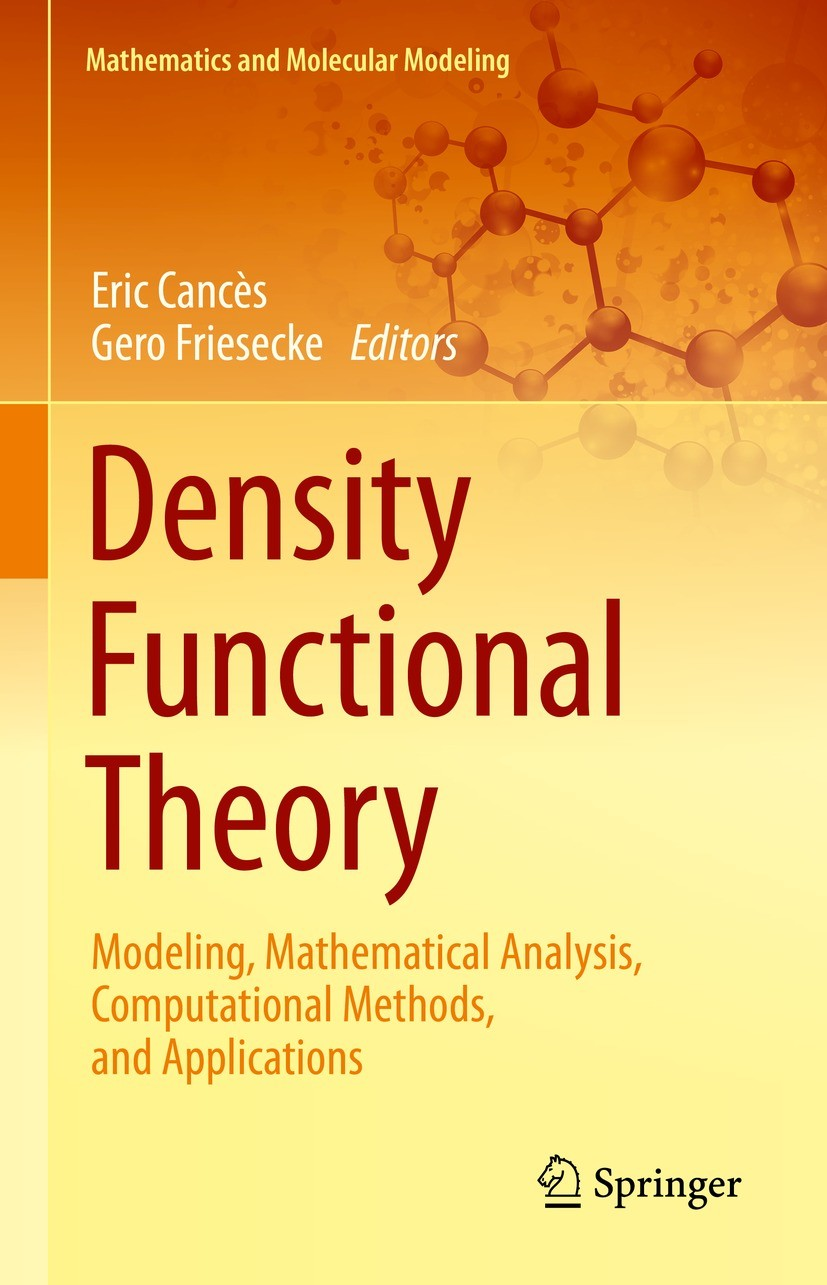 Mathematics and Molecular Modeling
Eric Cancès
Gero Friesecke Editors
Density
Functional
Theory
Modeling, Mathematical Analysis,
Computational Methods,
and Applications
Springer